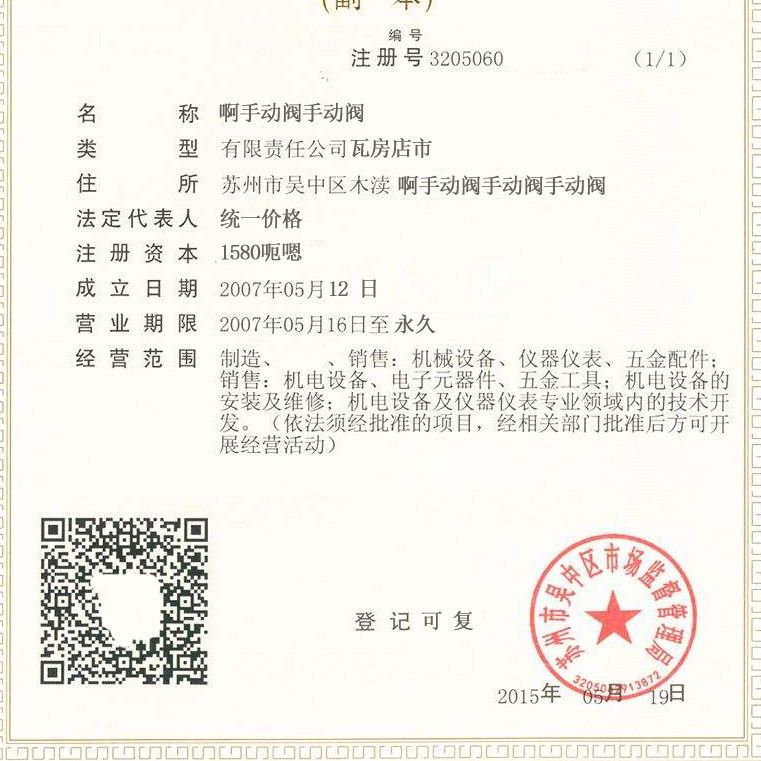 (副 本)
编 号
注 册 号 3205060 (1/1)
名 称 啊手动阀手动阀
类 型 有限责任公司瓦房店市
住 所 苏州市吴中区木渎 啊手动阀手动阀手动阀
法定代表人 统一价格
注 册 资 本 1580呃嗯
成 立 日 期 2007年05月12 日
营 业 期 限 2007年05月16日至 永久
经 营 范 围 制造、 、销售：机械设备、仪器仪表、五金配件；
销售：机电设备、电子元器件、五金工具；机电设备的
安装及维修；机电设备及仪器仪表专业领域内的技术开
发。（依法须经批准的项目，经相关部门批准后方可开
展经营活动）
登 记 可 复
苏州市吴中区市场监督管理局
2015年 05月 19日